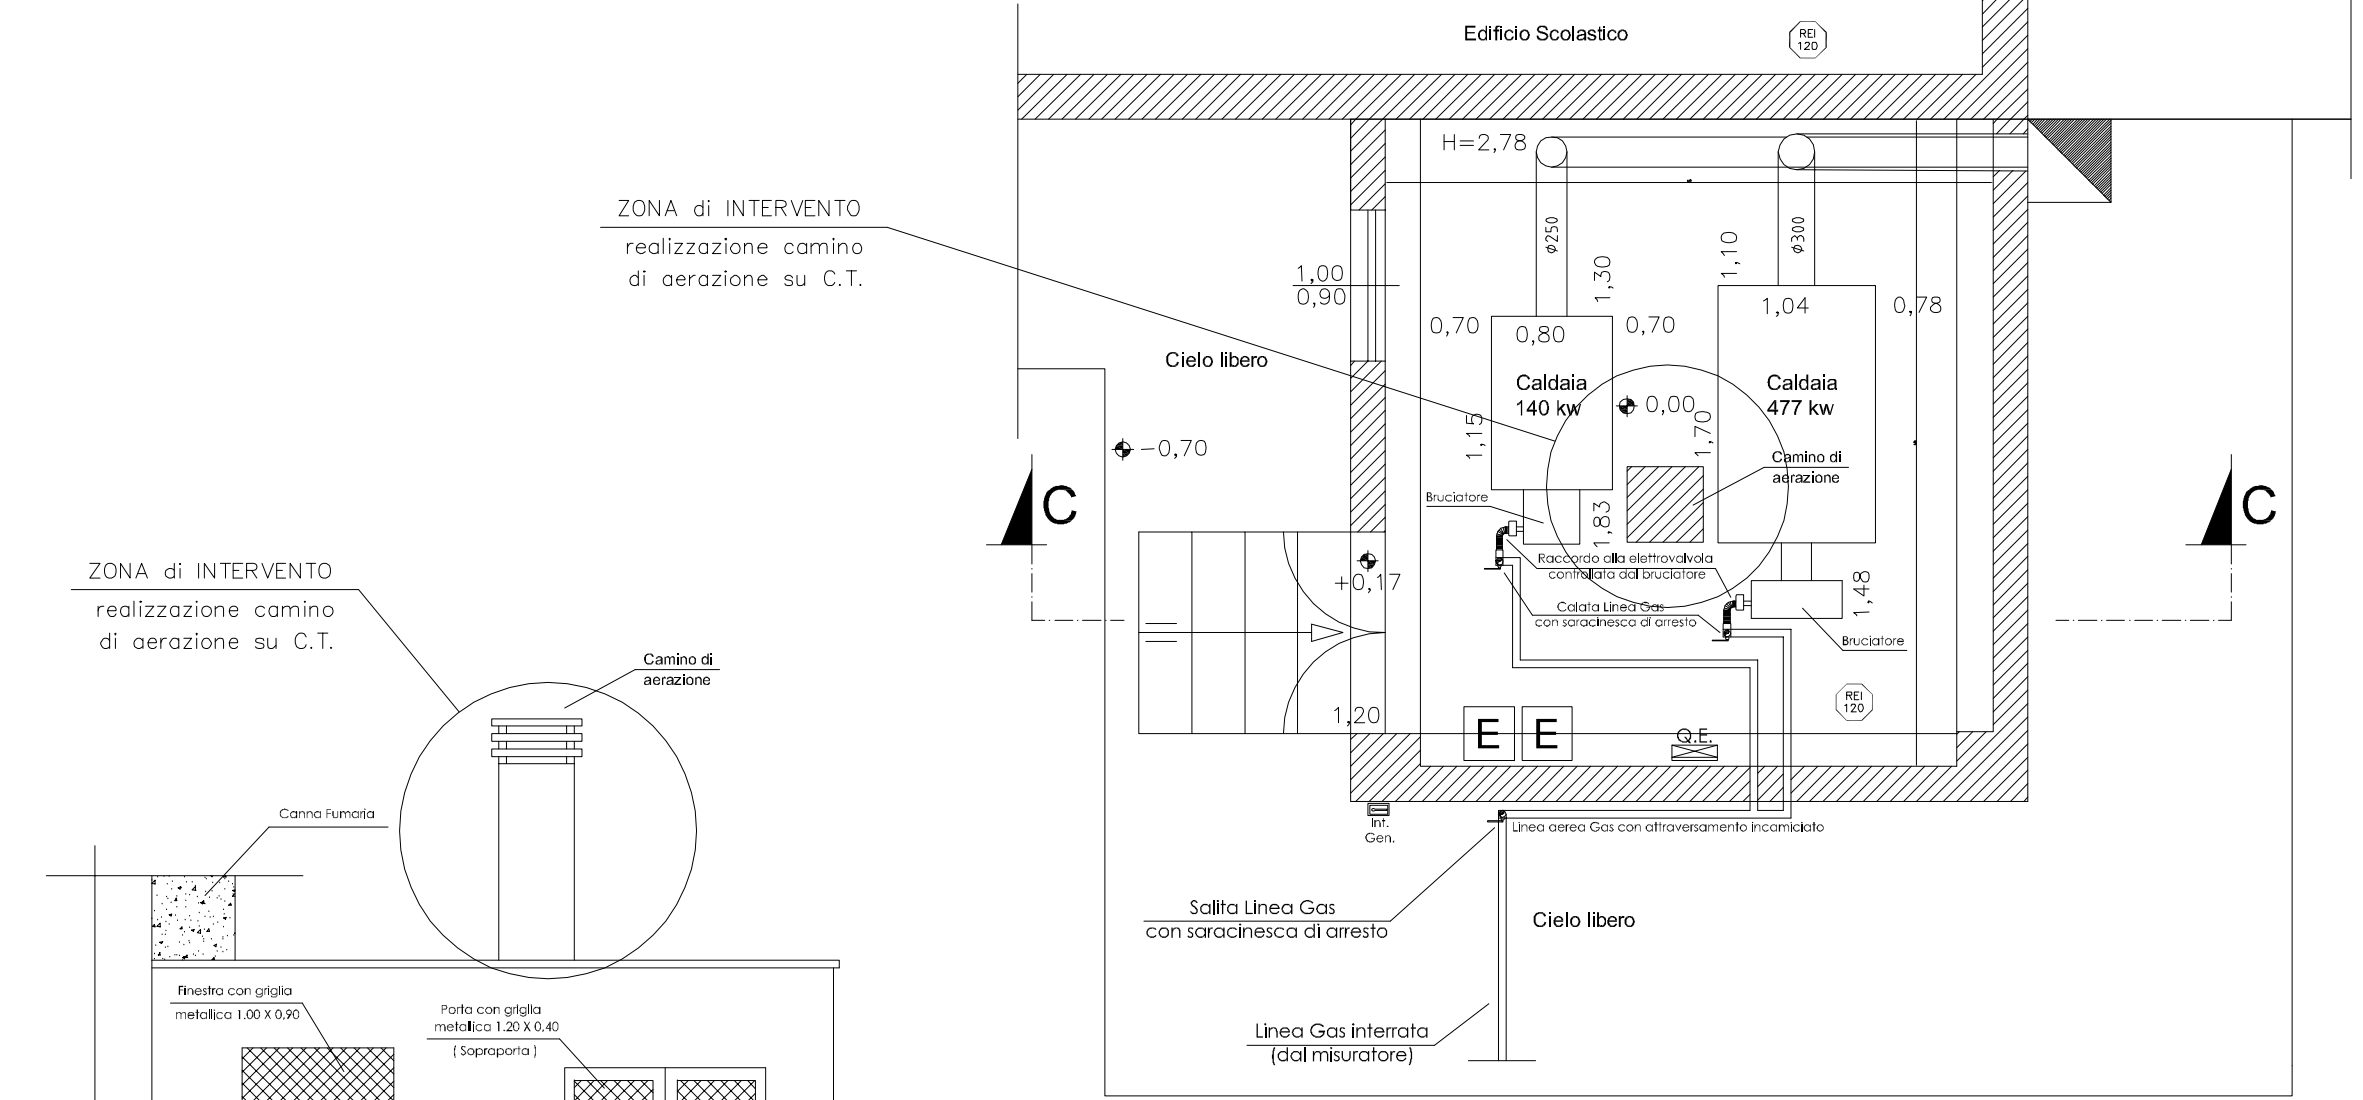 Edificio Scolastico
REI
120
H=2,78
ZONA di INTERVENTO
realizzazione camino
di aerazione su C.T.
ø250
ø300
1,30
1,10
1,00
0,90
0,70
0,80
0,70
1,04
0,78
Cielo libero
Caldaia
140 kw
0,00
Caldaia
477 kw
1,15
1,70
-0,70
Camino di
aerazione
C
C
Bruciatore
1,83
Raccordo alla elettrovalvola
controllata dal bruciatore
+0,17
1,48
Calata Linea Gas
con saracinesca di arresto
Bruciatore
ZONA di INTERVENTO
realizzazione camino
di aerazione su C.T.
Camino di
aerazione
REI
120
1,20
E
E
Q.E.
Canna Fumaria
Int.
Gen.
Linea aerea Gas con attraversamento incamiciato
Salita Linea Gas
con saracinesca di arresto
Cielo libero
Finestra con griglia
metallica 1.00 X 0,90
Porta con griglia
metallica 1.20 X 0,40
( Sopraporta )
Linea Gas interrata
(dal misuratore)